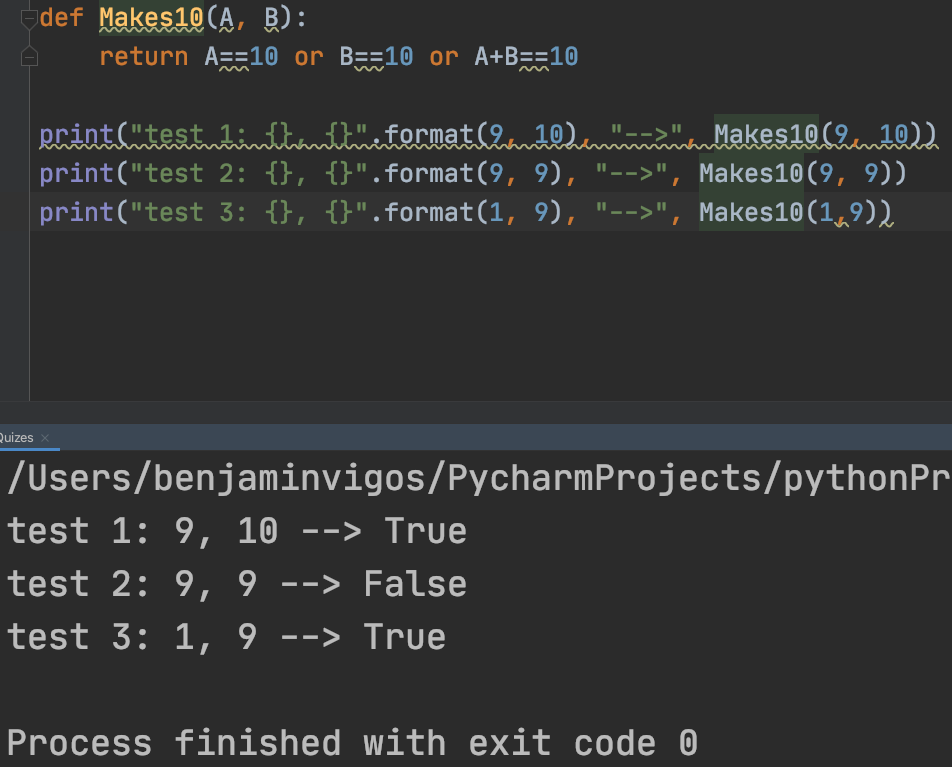 def Makes10(A, B):
    return A==10 or B==10 or A+B==10
print("test 1: {}, {}".format(9, 10), "-->", Makes10(9, 10))
print("test 2: {}, {}".format(9, 9), "-->", Makes10(9, 9))
print("test 3: {}, {}".format(1, 9), "-->", Makes10(1,9))
Quizes ×
/Users/benjaminvigos/PycharmProjects/pythonPr
test 1: 9, 10 --> True
test 2: 9, 9 --> False
test 3: 1, 9 --> True
Process finished with exit code 0